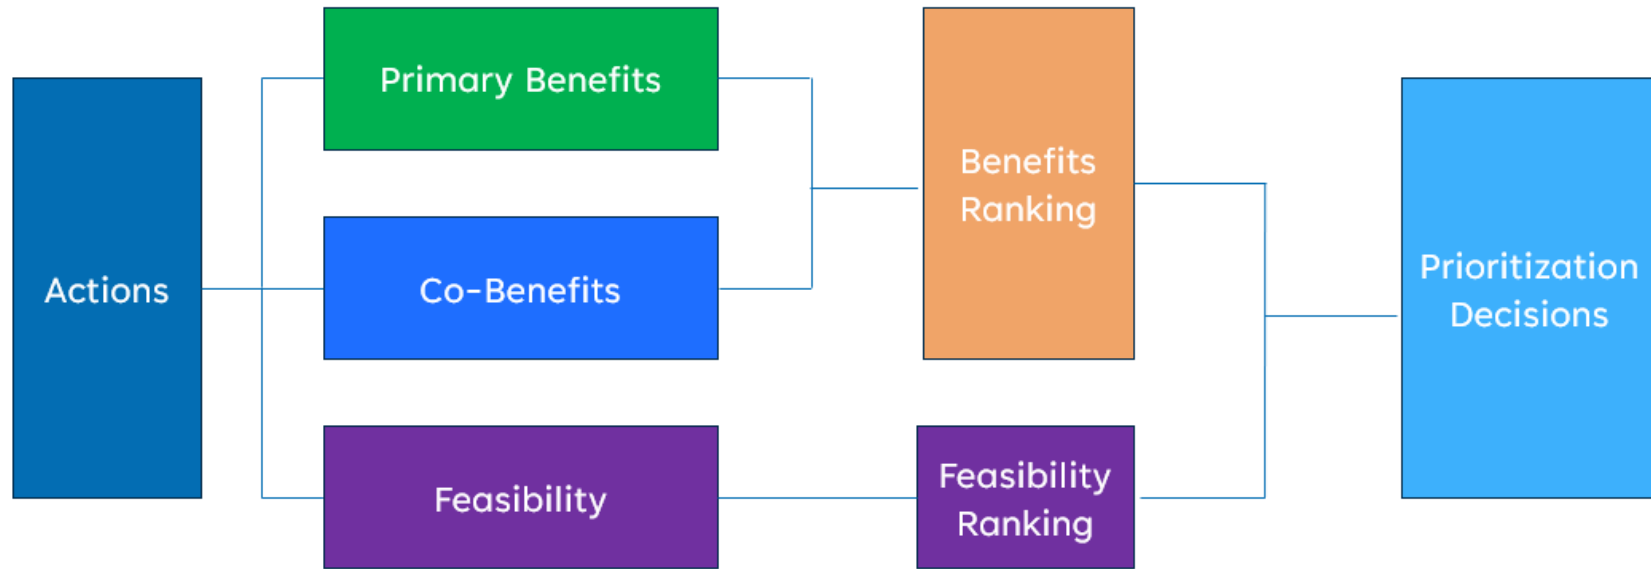 Actions
Primary Benefits
Co-Benefits
Feasibility
Benefits
Ranking
Feasibility
Ranking
Prioritization
Decisions